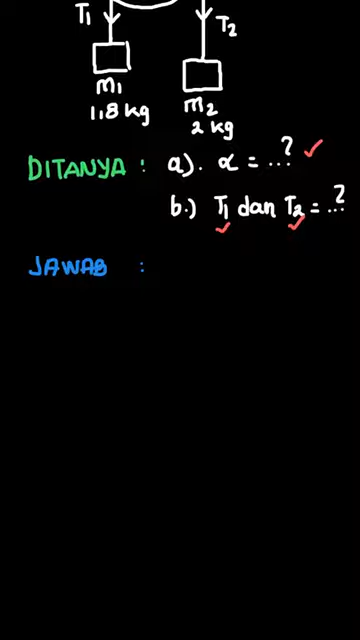 T1 T2
m1 m2
1,8 kg 2 kg
DITANYA : a). α = ...?
b.) T1 dan T2 = ...?
JAWAB :